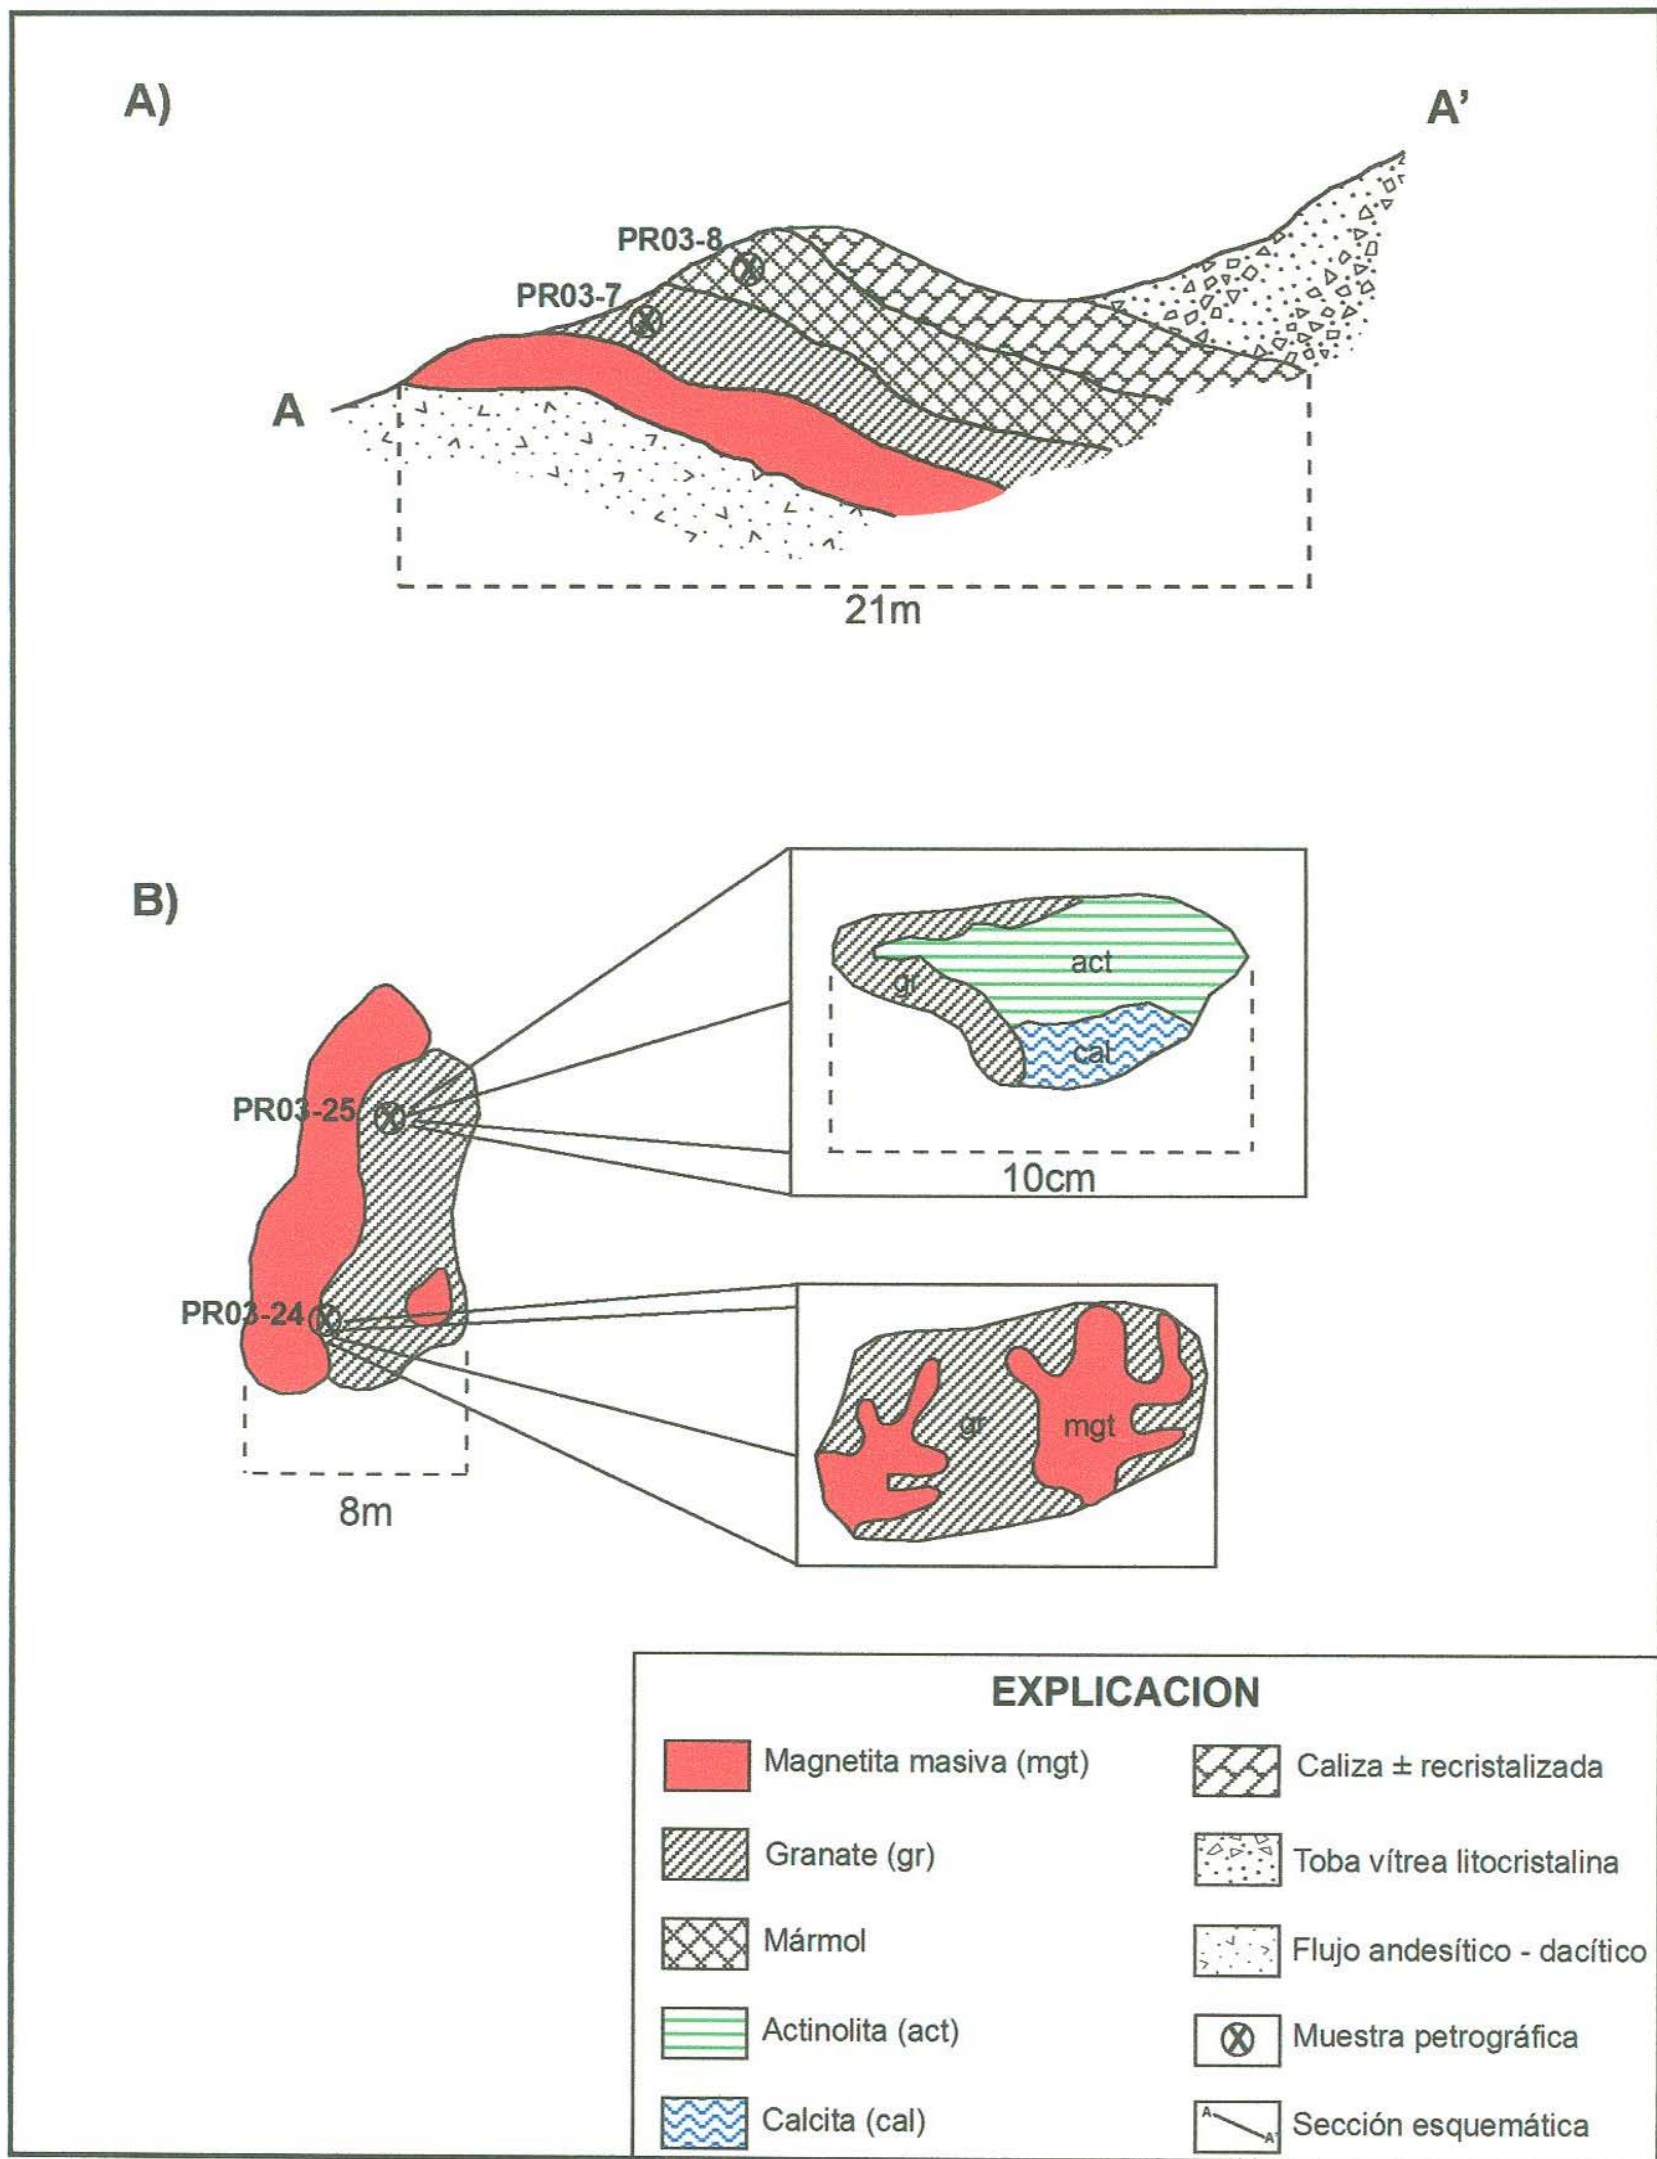 A)
A'
PR03-8
PR03-7
A
21m
B)
act
gr
cal
10cm
PR03-25
PR03-24
gr
mgt
8m
EXPLICACION
Magnetita masiva (mgt)
Granate (gr)
Mármol
Actinolita (act)
Calcita (cal)
Caliza ± recristalizada
Toba vítrea litocristalina
Flujo andesítico - dacítico
Muestra petrográfica
A A'
Sección esquemática